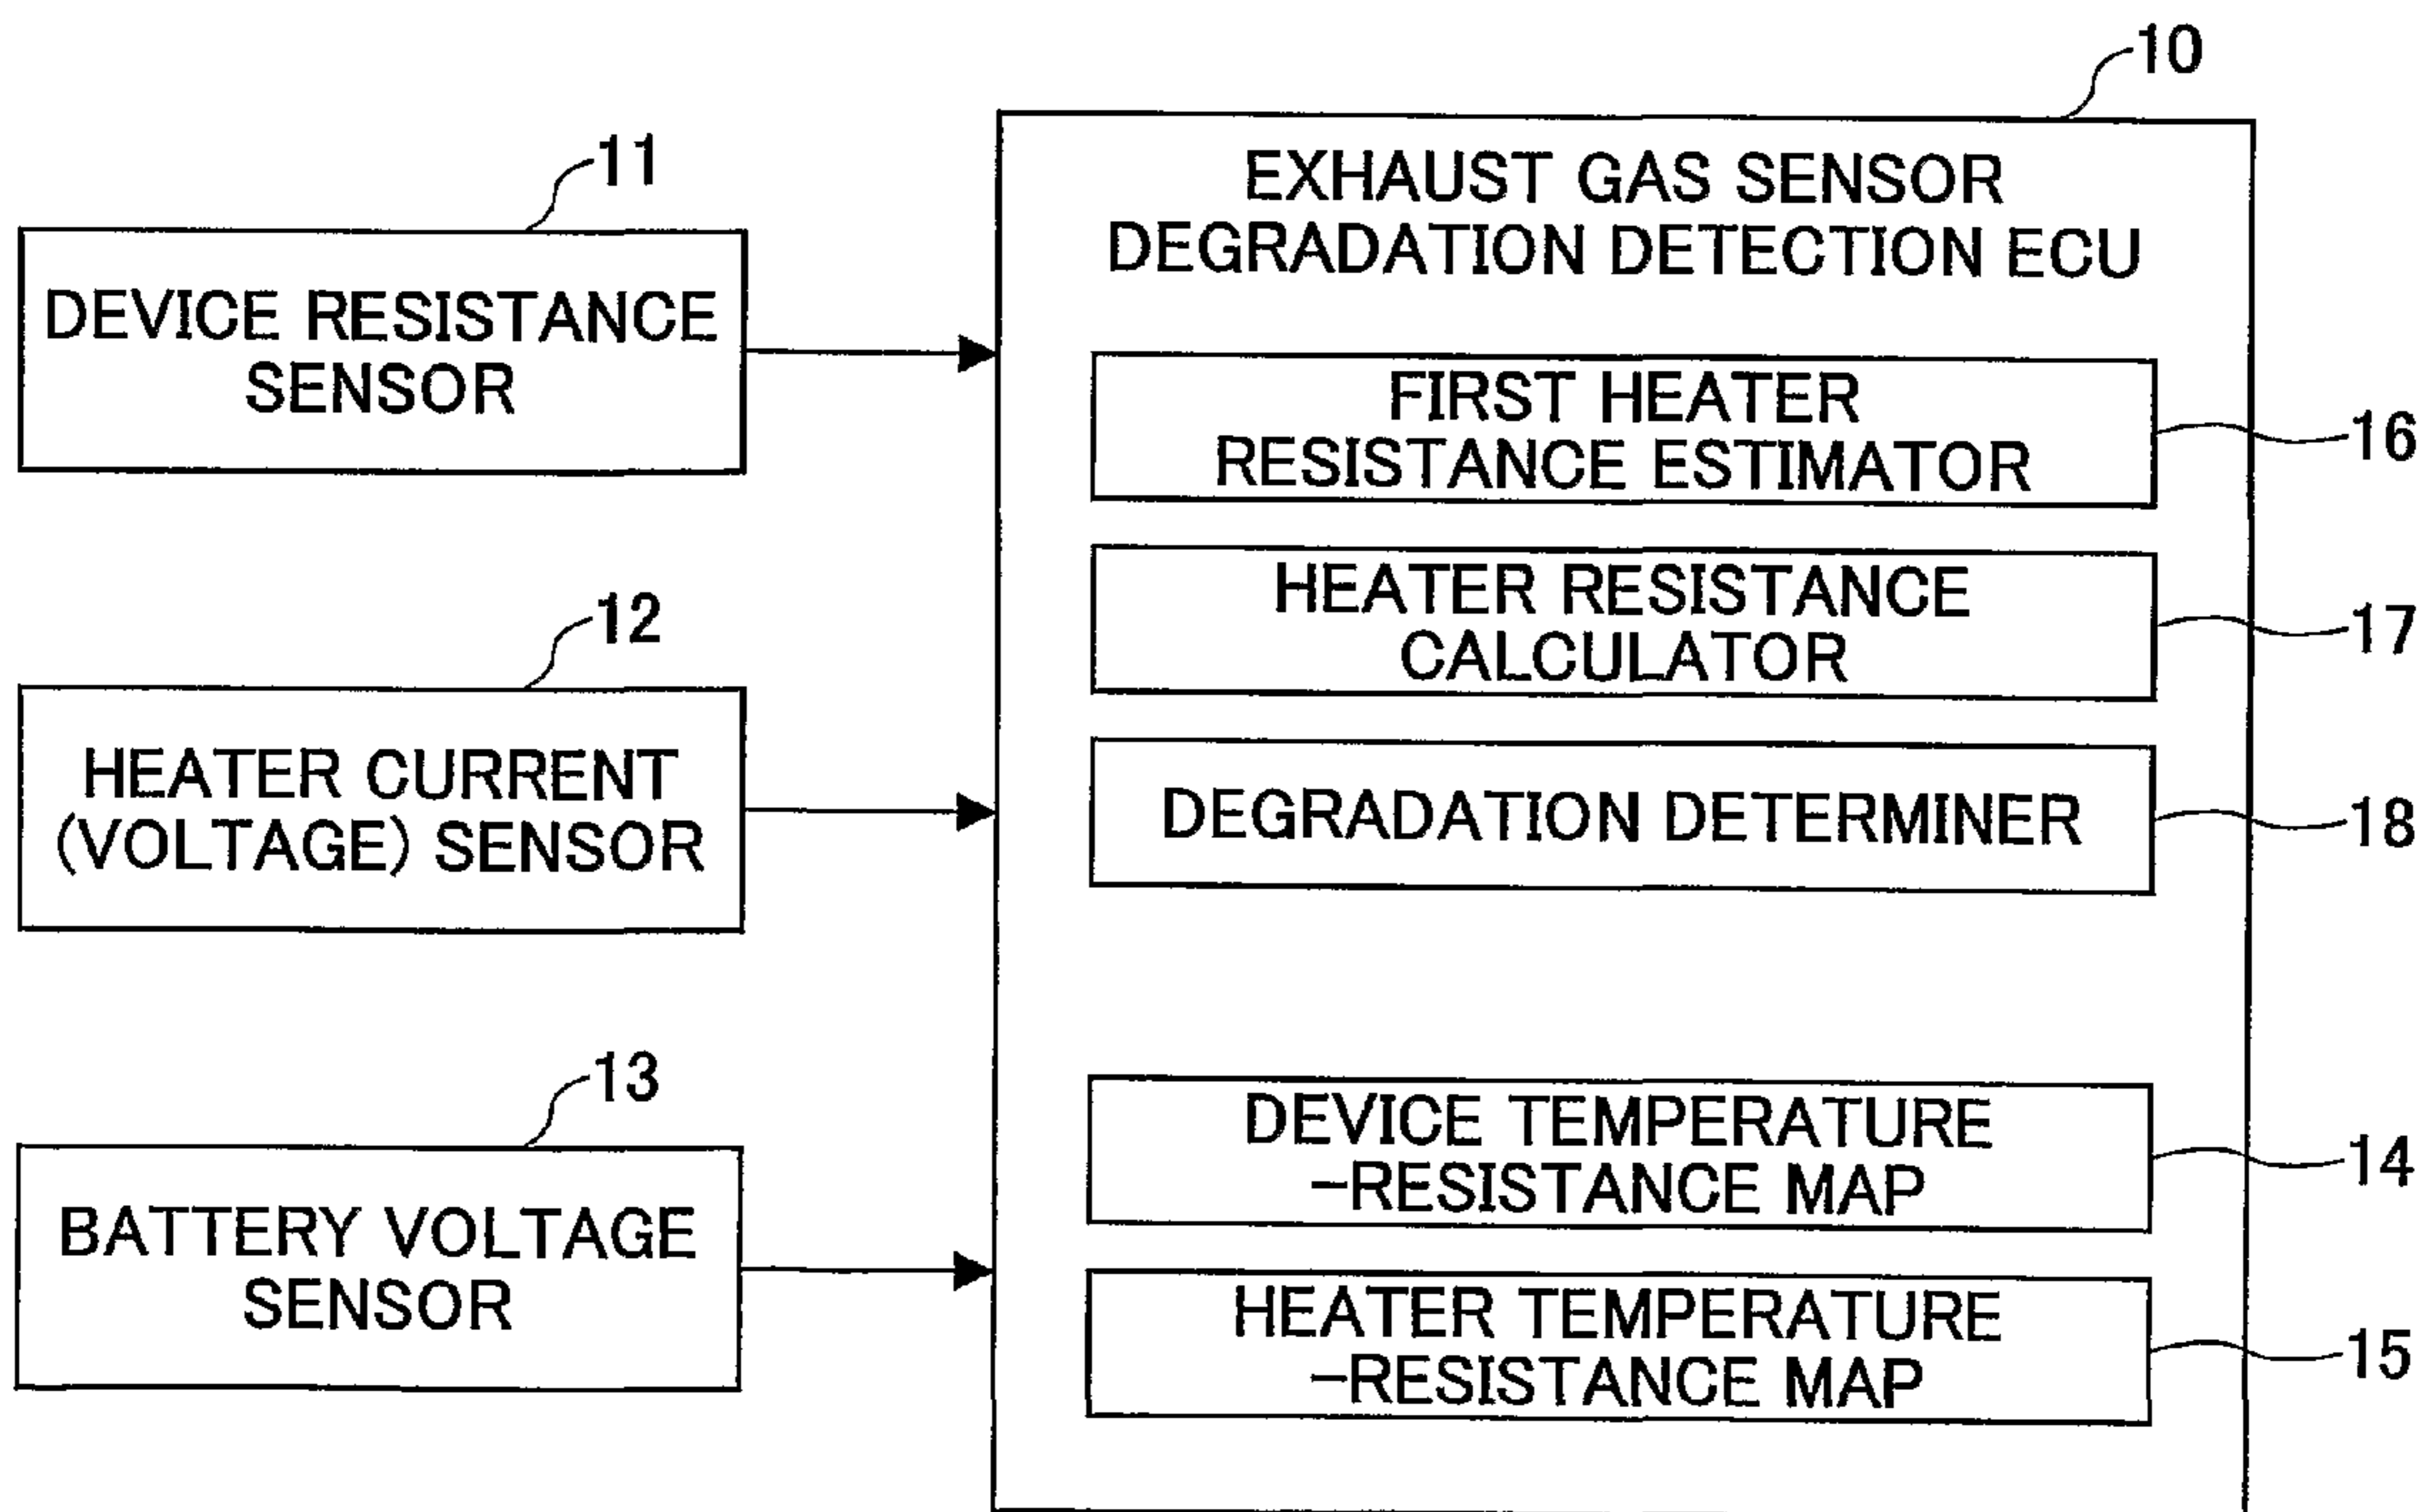 10
EXHAUST GAS SENSOR
DEGRADATION DETECTION ECU
11
DEVICE RESISTANCE
SENSOR
12
HEATER CURRENT
(VOLTAGE) SENSOR
13
BATTERY VOLTAGE
SENSOR
FIRST HEATER
RESISTANCE ESTIMATOR
16
HEATER RESISTANCE
CALCULATOR
17
DEGRADATION DETERMINER
18
DEVICE TEMPERATURE
-RESISTANCE MAP
14
HEATER TEMPERATURE
-RESISTANCE MAP
15